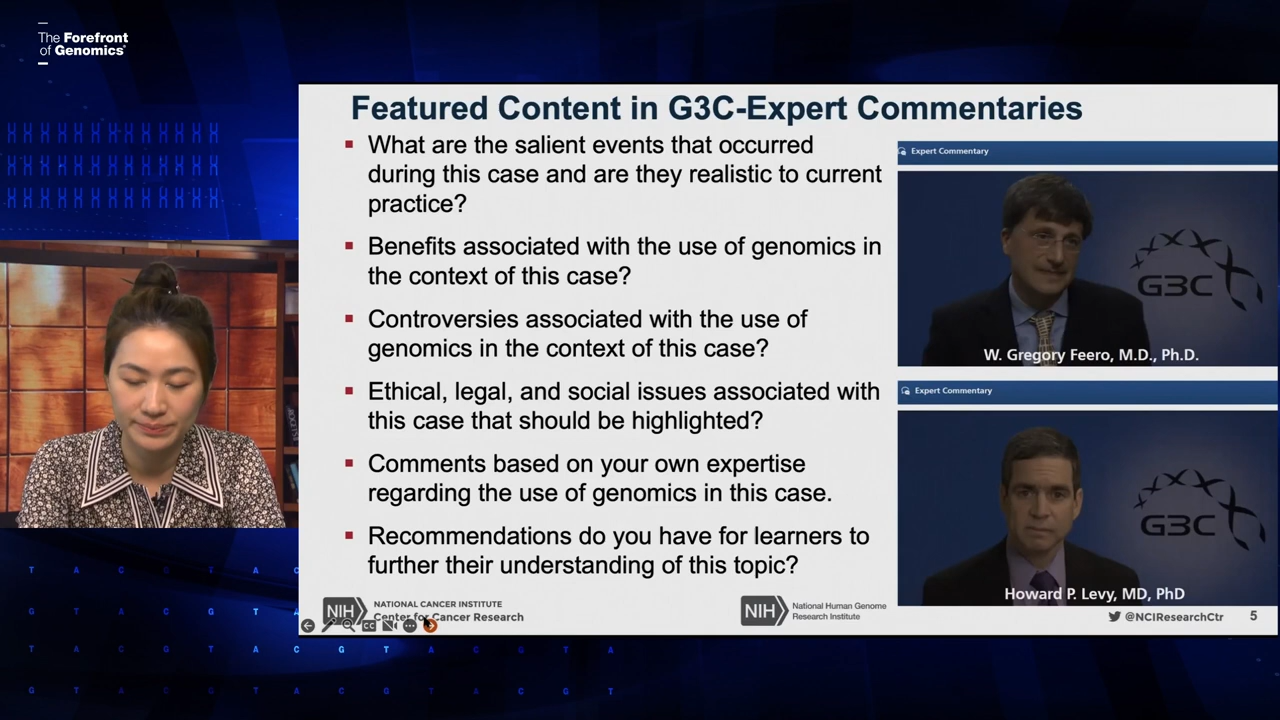 The Forefront
of Genomics®
Featured Content in G3C-Expert Commentaries
▪ What are the salient events that occurred
during this case and are they realistic to current
practice?
▪ Benefits associated with the use of genomics in
the context of this case?
▪ Controversies associated with the use of
genomics in the context of this case?
▪ Ethical, legal, and social issues associated with
this case that should be highlighted?
▪ Comments based on your own expertise
regarding the use of genomics in this case.
▪ Recommendations do you have for learners to
further their understanding of this topic?
Expert Commentary
G3C
W. Gregory Feero, M.D., Ph.D.
Expert Commentary
G3C
Howard P. Levy, MD, PhD
NIH
NATIONAL CANCER INSTITUTE
Center for Cancer Research
CC
NIH
National Human Genome
Research Institute
@NCIResearchCtr
5
T A C G T A C
G T A C G T A
T A C G T A C G T A C G T A C G T A
G T A C G T A C G T A C G T A C G T